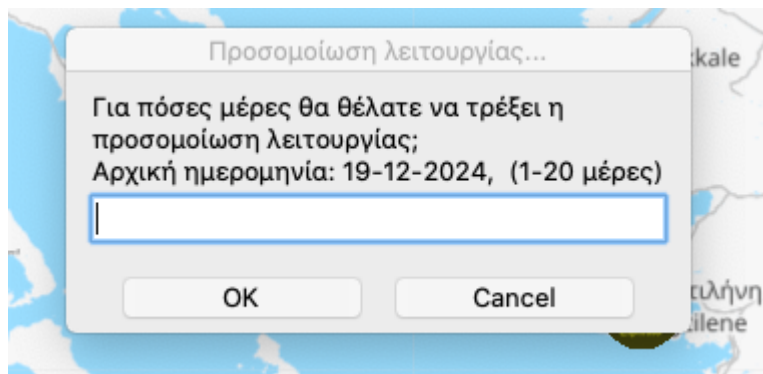 Προσομοίωση λειτουργίας...
kkale
Για πόσες μέρες θα θέλατε να τρέξει η
προσομοίωση λειτουργίας;
Αρχική ημερομηνία: 19-12-2024, (1-20 μέρες)
OK
Cancel
τιλήνη
tilene